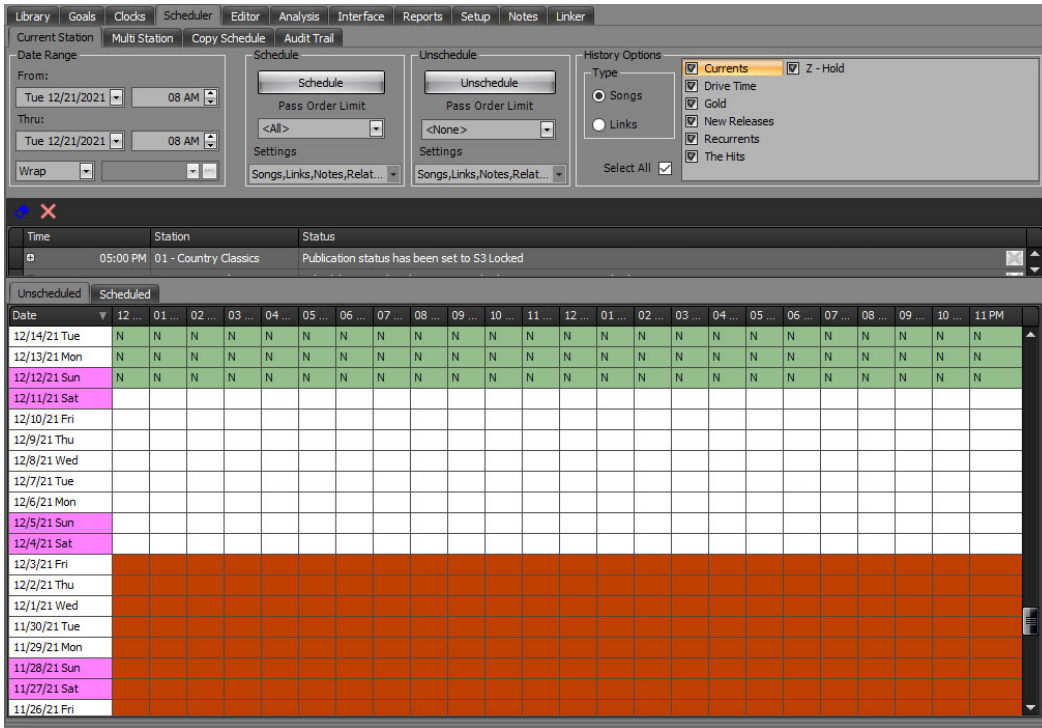 Library Goals Clocks Scheduler Editor Analysis Interface Reports Setup Notes Linker
Current Station Multi Station Copy Schedule Audit Trail
Date Range
From:
Tue 12/21/2021 08 AM
Thru:
Tue 12/21/2021 08 AM
Wrap
Schedule
Schedule
Pass Order Limit
<All>
Settings
Songs,Links,Notes,Relat...
Unschedule
Unschedule
Pass Order Limit
<None>
Settings
Songs,Links,Notes,Relat...
History Options
Type
Songs
Links
Select All
Currents Z - Hold
Drive Time
Gold
New Releases
Recurrents
The Hits
Time Station Status
05:00 PM 01 - Country Classics Publication status has been set to S3 Locked
Unscheduled Scheduled
Date 12 ... 01 ... 02 ... 03 ... 04 ... 05 ... 06 ... 07 ... 08 ... 09 ... 10 ... 11 ... 12 ... 01 ... 02 ... 03 ... 04 ... 05 ... 06 ... 07 ... 08 ... 09 ... 10 ... 11 PM
12/14/21 Tue N N N N N N N N N N N N N N N N N N N N N N N N
12/13/21 Mon N N N N N N N N N N N N N N N N N N N N N N N N
12/12/21 Sun N N N N N N N N N N N N N N N N N N N N N N N N
12/11/21 Sat
12/10/21 Fri
12/9/21 Thu
12/8/21 Wed
12/7/21 Tue
12/6/21 Mon
12/5/21 Sun
12/4/21 Sat
12/3/21 Fri
12/2/21 Thu
12/1/21 Wed
11/30/21 Tue
11/29/21 Mon
11/28/21 Sun
11/27/21 Sat
11/26/21 Fri